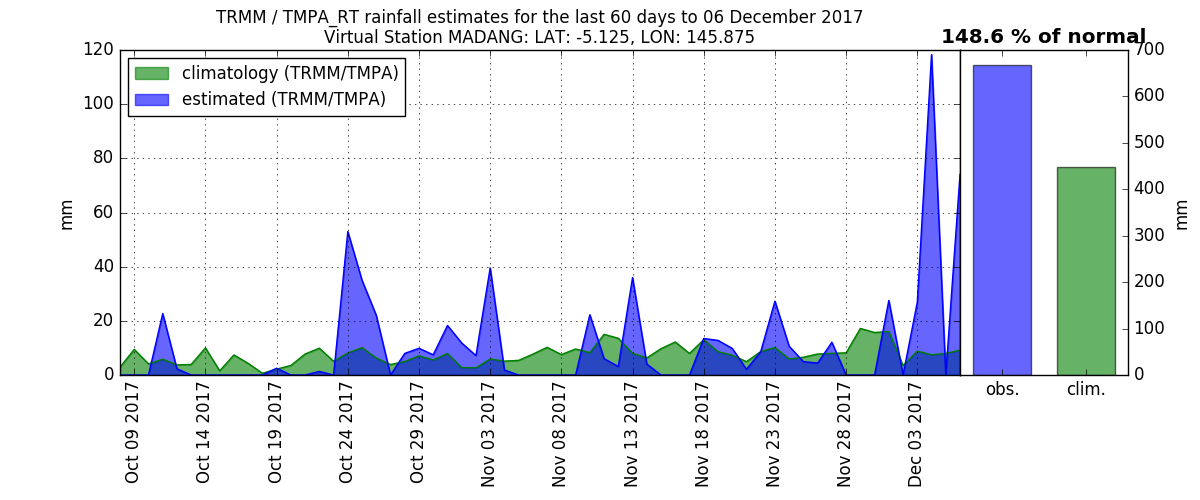 TRMM / TMPA_RT rainfall estimates for the last 60 days to 06 December 2017
Virtual Station MADANG: LAT: -5.125, LON: 145.875
148.6 % of normal
climatology (TRMM/TMPA)
estimated (TRMM/TMPA)
mm
120
100
80
60
40
20
0
Oct 09 2017
Oct 14 2017
Oct 19 2017
Oct 24 2017
Oct 29 2017
Nov 03 2017
Nov 08 2017
Nov 13 2017
Nov 18 2017
Nov 23 2017
Nov 28 2017
Dec 03 2017
obs.
clim.
700
600
500
400
300
200
100
0
mm